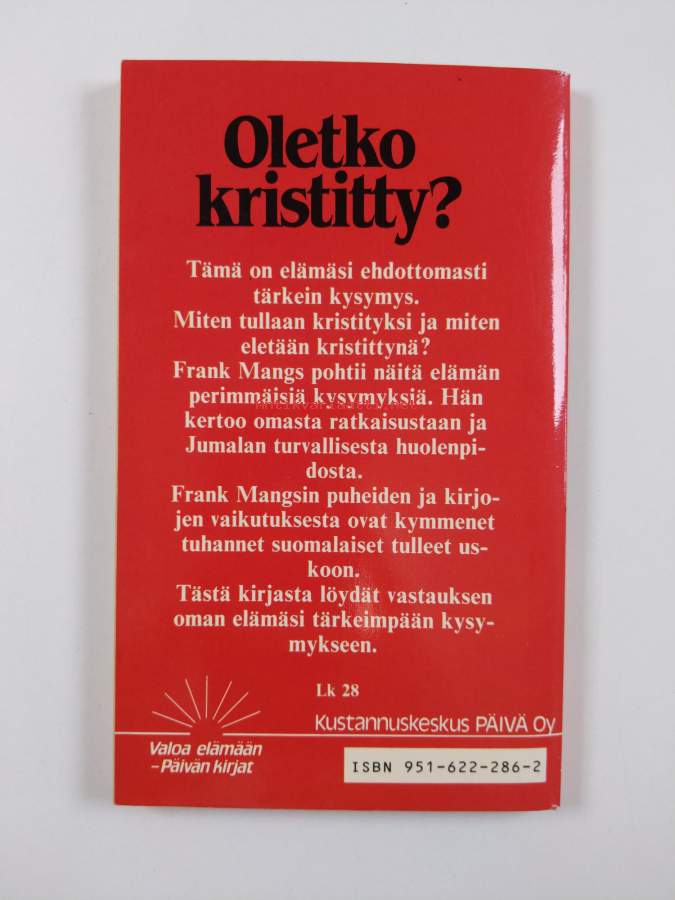 Oletko
kristitty?
Tämä on elämäsi ehdottomasti
tärkein kysymys.
Miten tullaan kristityksi ja miten
eletään kristittynä?
Frank Mangs pohtii näitä elämän
perimmäisiä kysymyksiä. Hän
antikvariaatti.net
kertoo omasta ratkaisustaan ja
Jumalan turvallisesta huolenpi-
dosta.
Frank Mangsin puheiden ja kirjo-
jen vaikutuksesta ovat kymmenet
tuhannet suomalaiset tulleet us-
koon.
Tästä kirjasta löydät vastauksen
oman elämäsi tärkeimpään kysy-
mykseen.
Lk 28
Kustannuskeskus PÄIVÄ Oy
Valoa elämään
–Päivän kirjat
ISBN 951-622-286-2